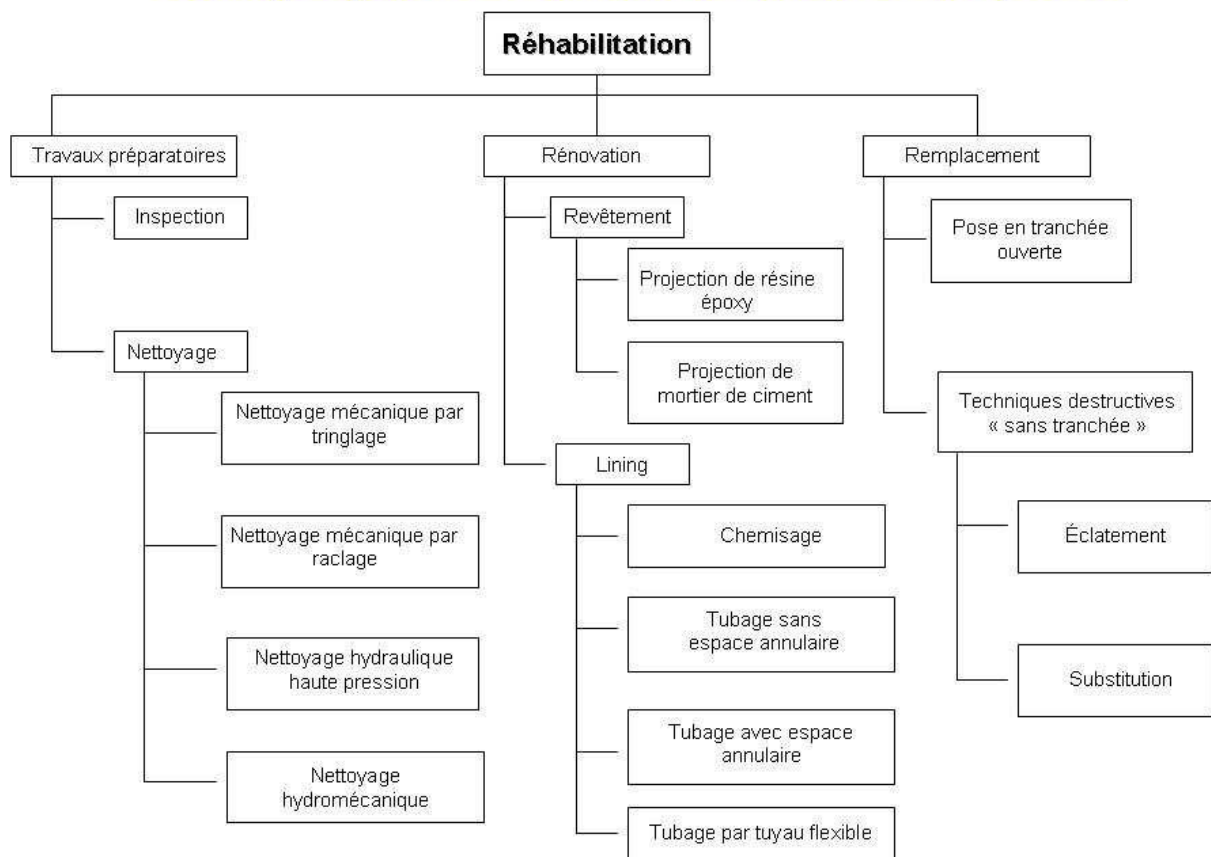 Réhabilitation
Travaux préparatoires
Inspection
Nettoyage
Nettoyage mécanique par
tringlage
Nettoyage mécanique par
raclage
Nettoyage hydraulique
haute pression
Nettoyage
hydromécanique
Rénovation
Revêtement
Projection de résine
époxy
Projection de
mortier de ciment
Lining
Chemisage
Tubage sans
espace annulaire
Tubage avec espace
annulaire
Tubage par tuyau flexible
Remplacement
Pose en tranchée
ouverte
Techniques destructives
« sans tranchée »
Éclatement
Substitution